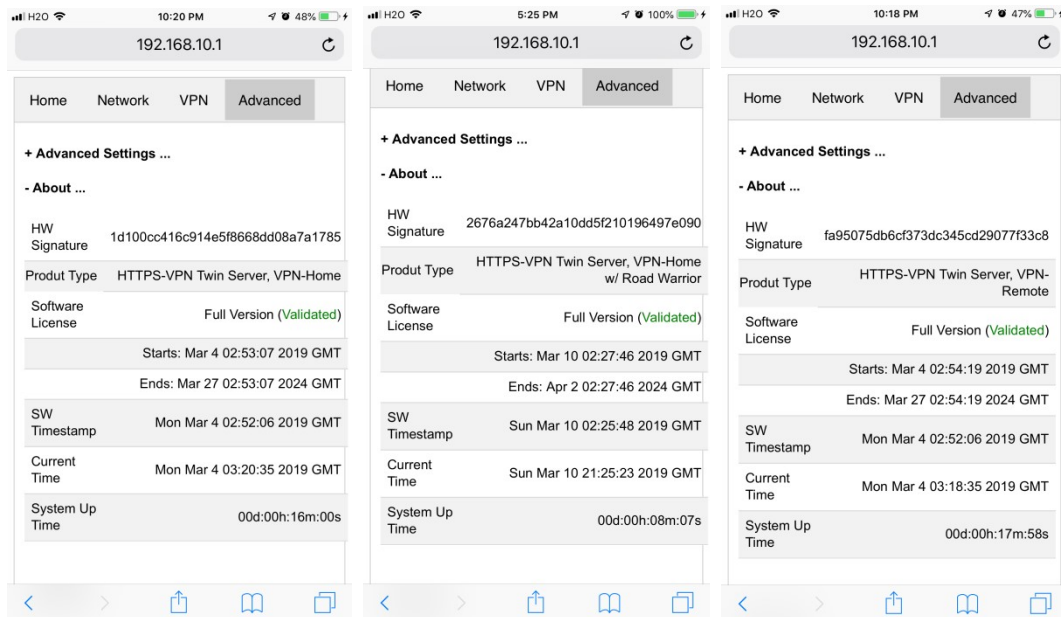 H2O 10:20 PM 48%
192.168.10.1
Home Network VPN Advanced
+ Advanced Settings ...
- About ...
HW
Signature 1d100cc416c914e5f8668dd08a7a1785
Produt Type HTTPS-VPN Twin Server, VPN-Home
Software
License Full Version (Validated)
Starts: Mar 4 02:53:07 2019 GMT
Ends: Mar 27 02:53:07 2024 GMT
SW
Timestamp Mon Mar 4 02:52:06 2019 GMT
Current
Time Mon Mar 4 03:20:35 2019 GMT
System Up
Time 00d:00h:16m:00s
H2O 5:25 PM 100%
192.168.10.1
Home Network VPN Advanced
+ Advanced Settings ...
- About ...
HW
Signature 2676a247bb42a10dd5f210196497e090
Produt Type HTTPS-VPN Twin Server, VPN-Home
w/ Road Warrior
Software
License Full Version (Validated)
Starts: Mar 10 02:27:46 2019 GMT
Ends: Apr 2 02:27:46 2024 GMT
SW
Timestamp Sun Mar 10 02:25:48 2019 GMT
Current
Time Sun Mar 10 21:25:23 2019 GMT
System Up
Time 00d:00h:08m:07s
H2O 10:18 PM 47%
192.168.10.1
Home Network VPN Advanced
+ Advanced Settings ...
- About ...
HW
Signature fa95075db6cf373dc345cd29077f33c8
Produt Type HTTPS-VPN Twin Server, VPN-
Remote
Software
License Full Version (Validated)
Starts: Mar 4 02:54:19 2019 GMT
Ends: Mar 27 02:54:19 2024 GMT
SW
Timestamp Mon Mar 4 02:52:06 2019 GMT
Current
Time Mon Mar 4 03:18:35 2019 GMT
System Up
Time 00d:00h:17m:58s